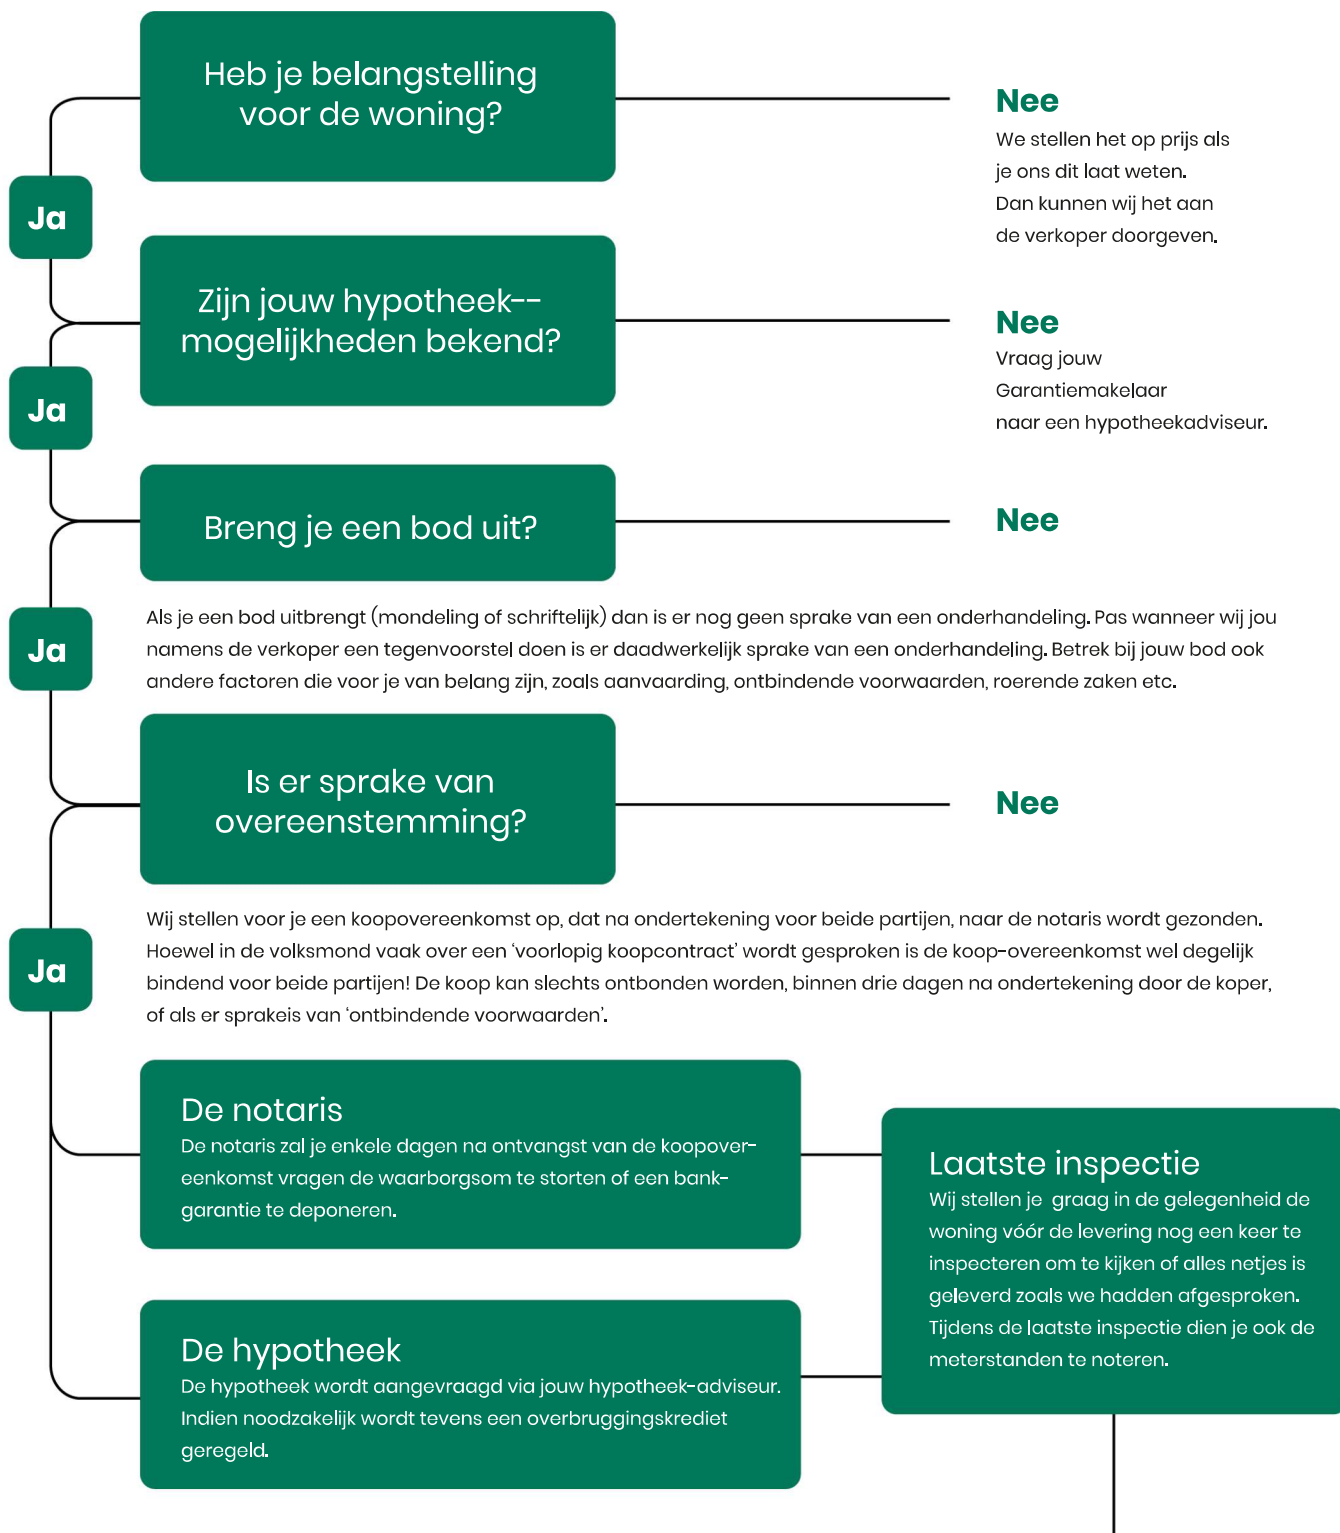 Heb je belangstelling
voor de woning?
Nee
We stellen het op prijs als
je ons dit laat weten.
Dan kunnen wij het aan
de verkoper doorgeven.
Ja
Zijn jouw hypotheek--
mogelijkheden bekend?
Nee
Vraag jouw
Garantiemakelaar
naar een hypotheekadviseur.
Ja
Breng je een bod uit?
Nee
Ja
Als je een bod uitbrengt (mondeling of schriftelijk) dan is er nog geen sprake van een onderhandeling. Pas wanneer wij jou
namens de verkoper een tegenvoorstel doen is er daadwerkelijk sprake van een onderhandeling. Betrek bij jouw bod ook
andere factoren die voor je van belang zijn, zoals aanvaarding, ontbindende voorwaarden, roerende zaken etc.
Is er sprake van
overeenstemming?
Nee
Ja
Wij stellen voor je een koopovereenkomst op, dat na ondertekening voor beide partijen, naar de notaris wordt gezonden.
Hoewel in de volksmond vaak over een ‘voorlopig koopcontract’ wordt gesproken is de koop-overeenkomst wel degelijk
bindend voor beide partijen! De koop kan slechts ontbonden worden, binnen drie dagen na ondertekening door de koper,
of als er sprakeis van ‘ontbindende voorwaarden’.
De notaris
De notaris zal je enkele dagen na ontvangst van de koopover-
eenkomst vragen de waarborgsom te storten of een bank-
garantie te deponeren.
Laatste inspectie
Wij stellen je graag in de gelegenheid de
woning vóór de levering nog een keer te
inspecteren om te kijken of alles netjes is
geleverd zoals we hadden afgesproken.
Tijdens de laatste inspectie dien je ook de
meterstanden te noteren.
De hypotheek
De hypotheek wordt aangevraagd via jouw hypotheek-adviseur.
Indien noodzakelijk wordt tevens een overbruggingskrediet
geregeld.